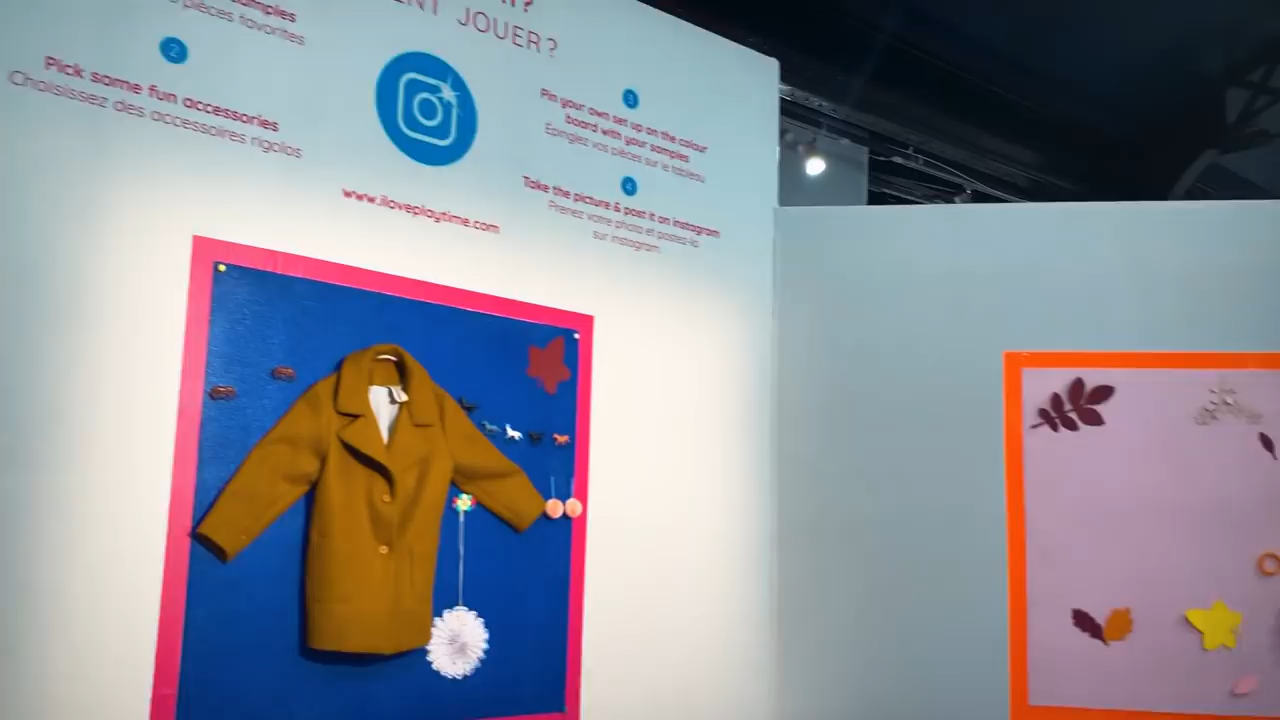 JOUER?
pièces favorites
2
Pick some fun accessories
Choisissez des accessoires rigolos
www.iloveplaytime.com
3
Pin your own set up on the colour
board with your samples
Épinglez vos pièces sur le tableau
4
Take the picture & post it on instagram
Prenez votre photo et postez-la
sur instagram